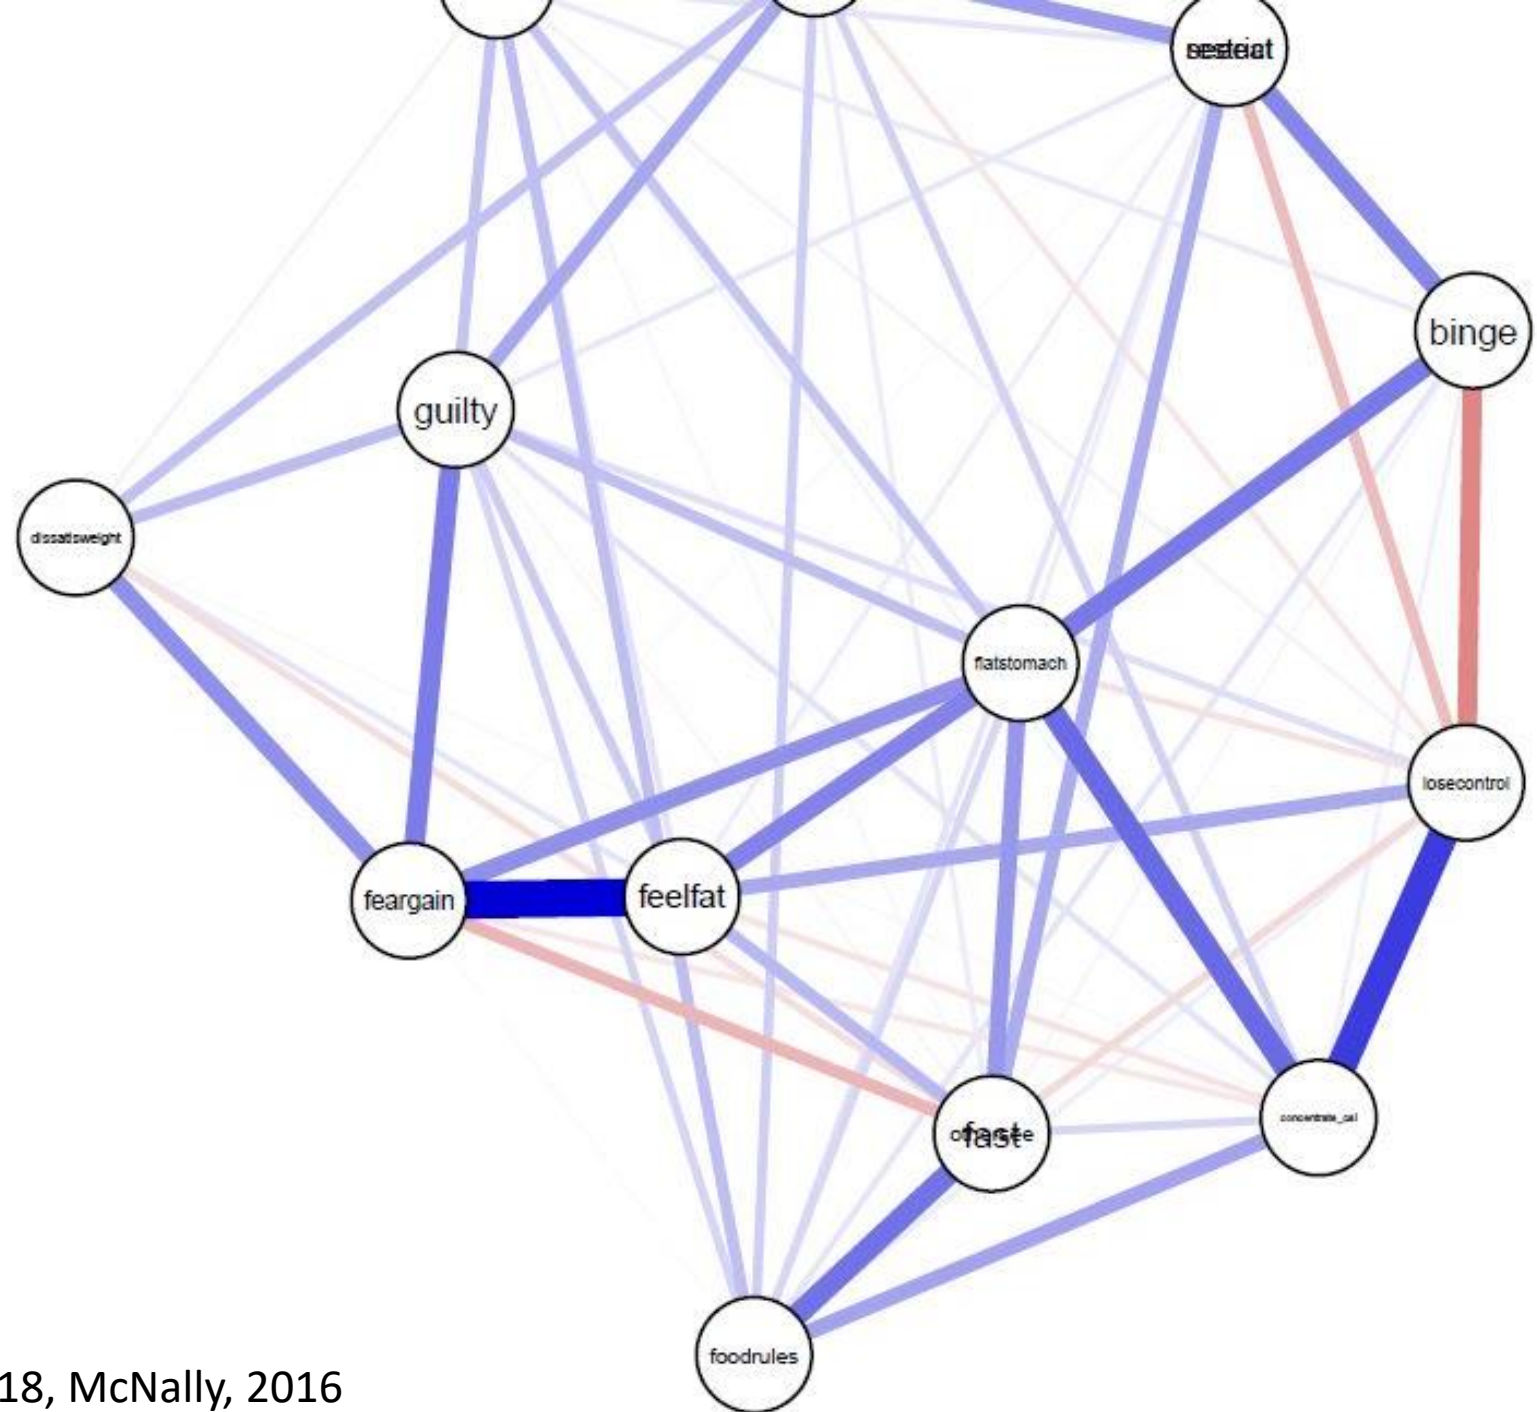 binge
guilty
dissatisweight
flatstomach
losecontrol
feargain
feelfat
concentrate_cal
fast
foodrules
18, McNally, 2016